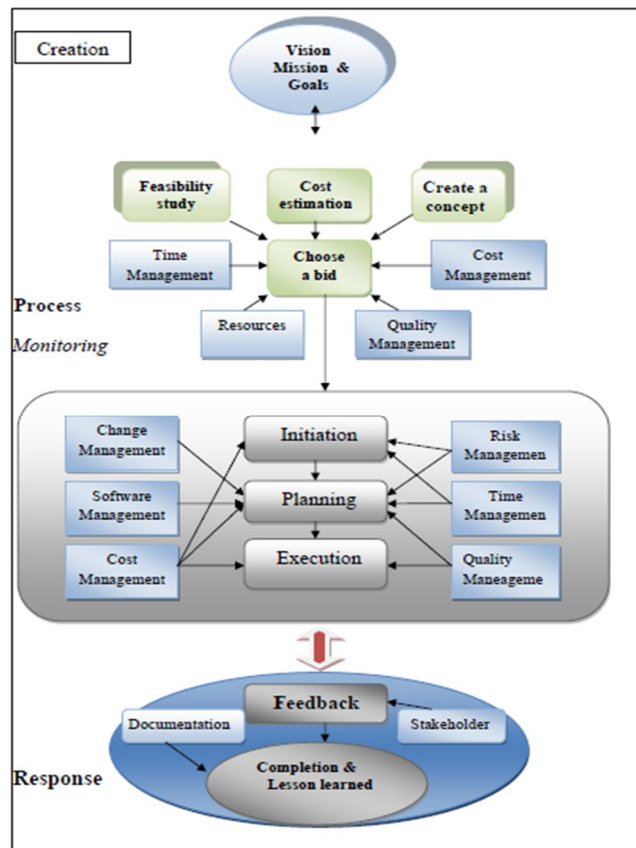 Creation
Vision
Mission &
Goals
Feasibility
study
Cost
estimation
Create a
concept
Time
Management
Choose
a bid
Cost
Management
Process
Monitoring
Resources
Quality
Management
Change
Management
Initiation
Risk
Managemen
Software
Management
Planning
Time
Managemen
Cost
Management
Execution
Quality
Maneageme
Feedback
Documentation
Stakeholder
Response
Completion &
Lesson learned